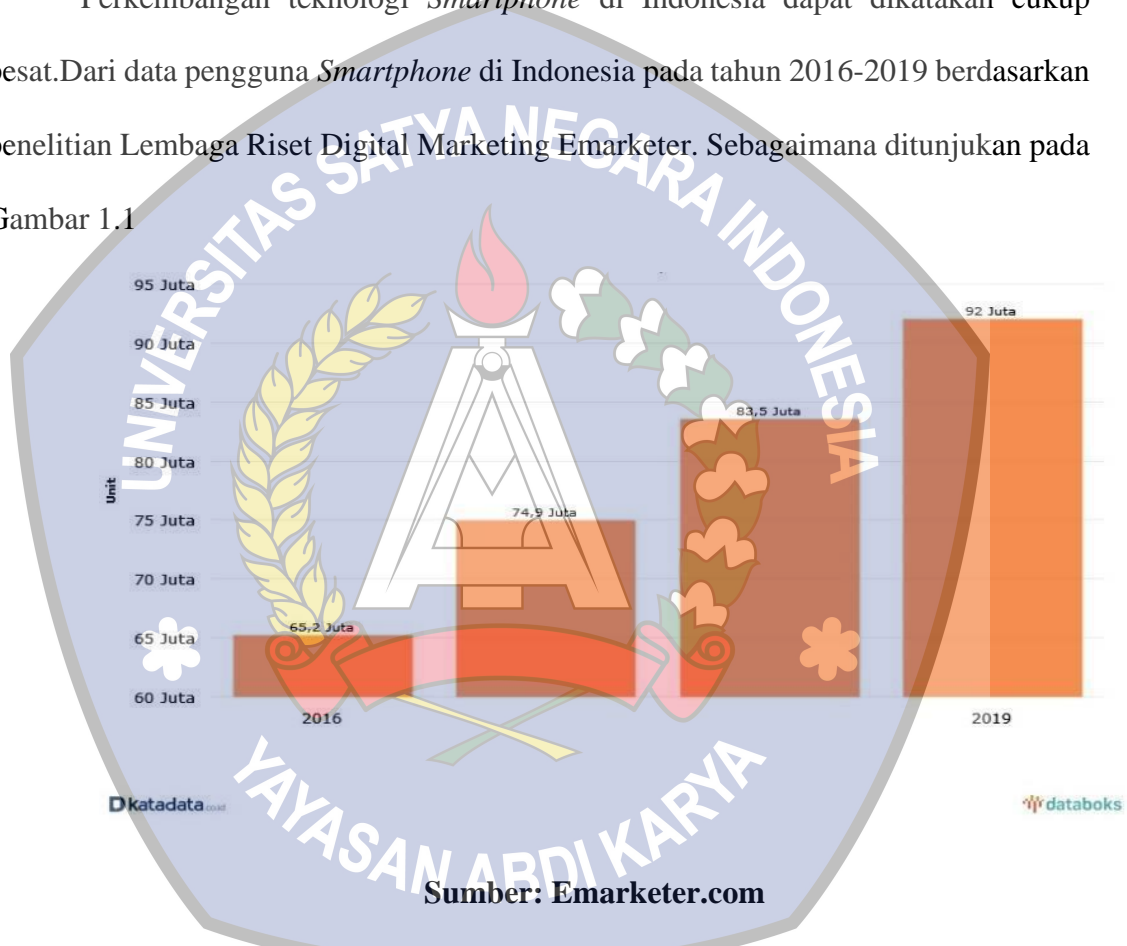 Perkembangan teknologi Smartphone di Indonesia dapat dikatakan cukup
pesat.Dari data pengguna Smartphone di Indonesia pada tahun 2016-2019 berdasarkan
penelitian Lembaga Riset Digital Marketing Emarketer. Sebagaimana ditunjukan pada
Gambar 1.1
UNIVERSITAS SATYA NEGARA INDONESIA
95 Juta
92 Juta
90 Juta
85 Juta
83,5 Juta
80 Juta
Unit
75 Juta
74,9 Juta
70 Juta
65 Juta
65,2 Juta
60 Juta
2016
2019
YAYASAN ABDI KARYA
katadata.co.id
databoks
Sumber: Emarketer.com